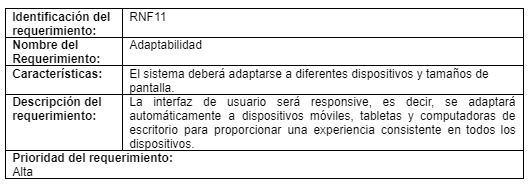 Identificación del requerimiento: RNF11
Nombre del Requerimiento: Adaptabilidad
Características: El sistema deberá adaptarse a diferentes dispositivos y tamaños de pantalla.
Descripción del requerimiento: La interfaz de usuario será responsive, es decir, se adaptará automáticamente a dispositivos móviles, tabletas y computadoras de escritorio para proporcionar una experiencia consistente en todos los dispositivos.
Prioridad del requerimiento:
Alta